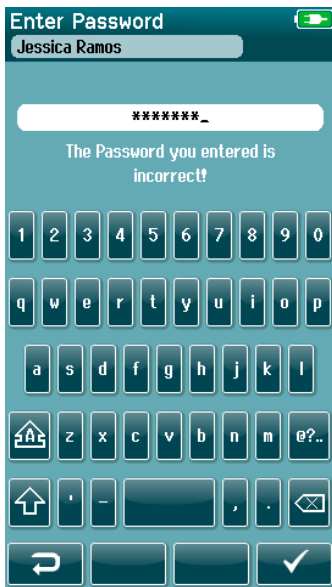 Enter Password
Jessica Ramos
*******_
The Password you entered is
incorrect!
1 2 3 4 5 6 7 8 9 0
q w e r t y u i o p
a s d f g h j k l
A z x c v b n m @?..
' - , .